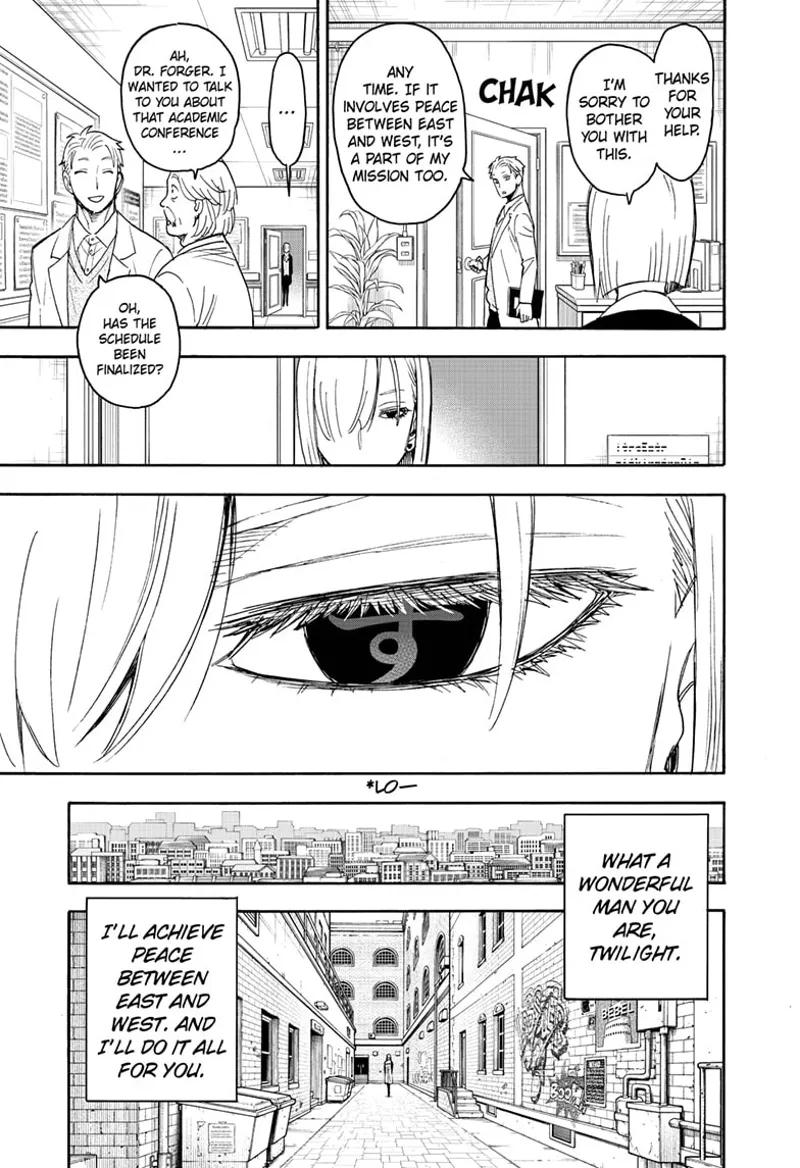 THANKS
FOR
YOUR
HELP.
I'M
SORRY TO
BOTHER
YOU WITH
THIS.
CHAK
ANY
TIME. IF IT
INVOLVES PEACE
BETWEEN EAST
AND WEST, IT'S
A PART OF MY
MISSION TOO.
...
AH,
DR. FORGER. I
WANTED TO TALK
TO YOU ABOUT
THAT ACADEMIC
CONFERENCE
...
OH,
HAS THE
SCHEDULE
BEEN
FINALIZED?
す
*LO—
WHAT A
WONDERFUL
MAN YOU
ARE,
TWILIGHT.
I'LL ACHIEVE
PEACE
BETWEEN
EAST AND
WEST. AND
I'LL DO IT ALL
FOR YOU.
BEBEL
BOOM